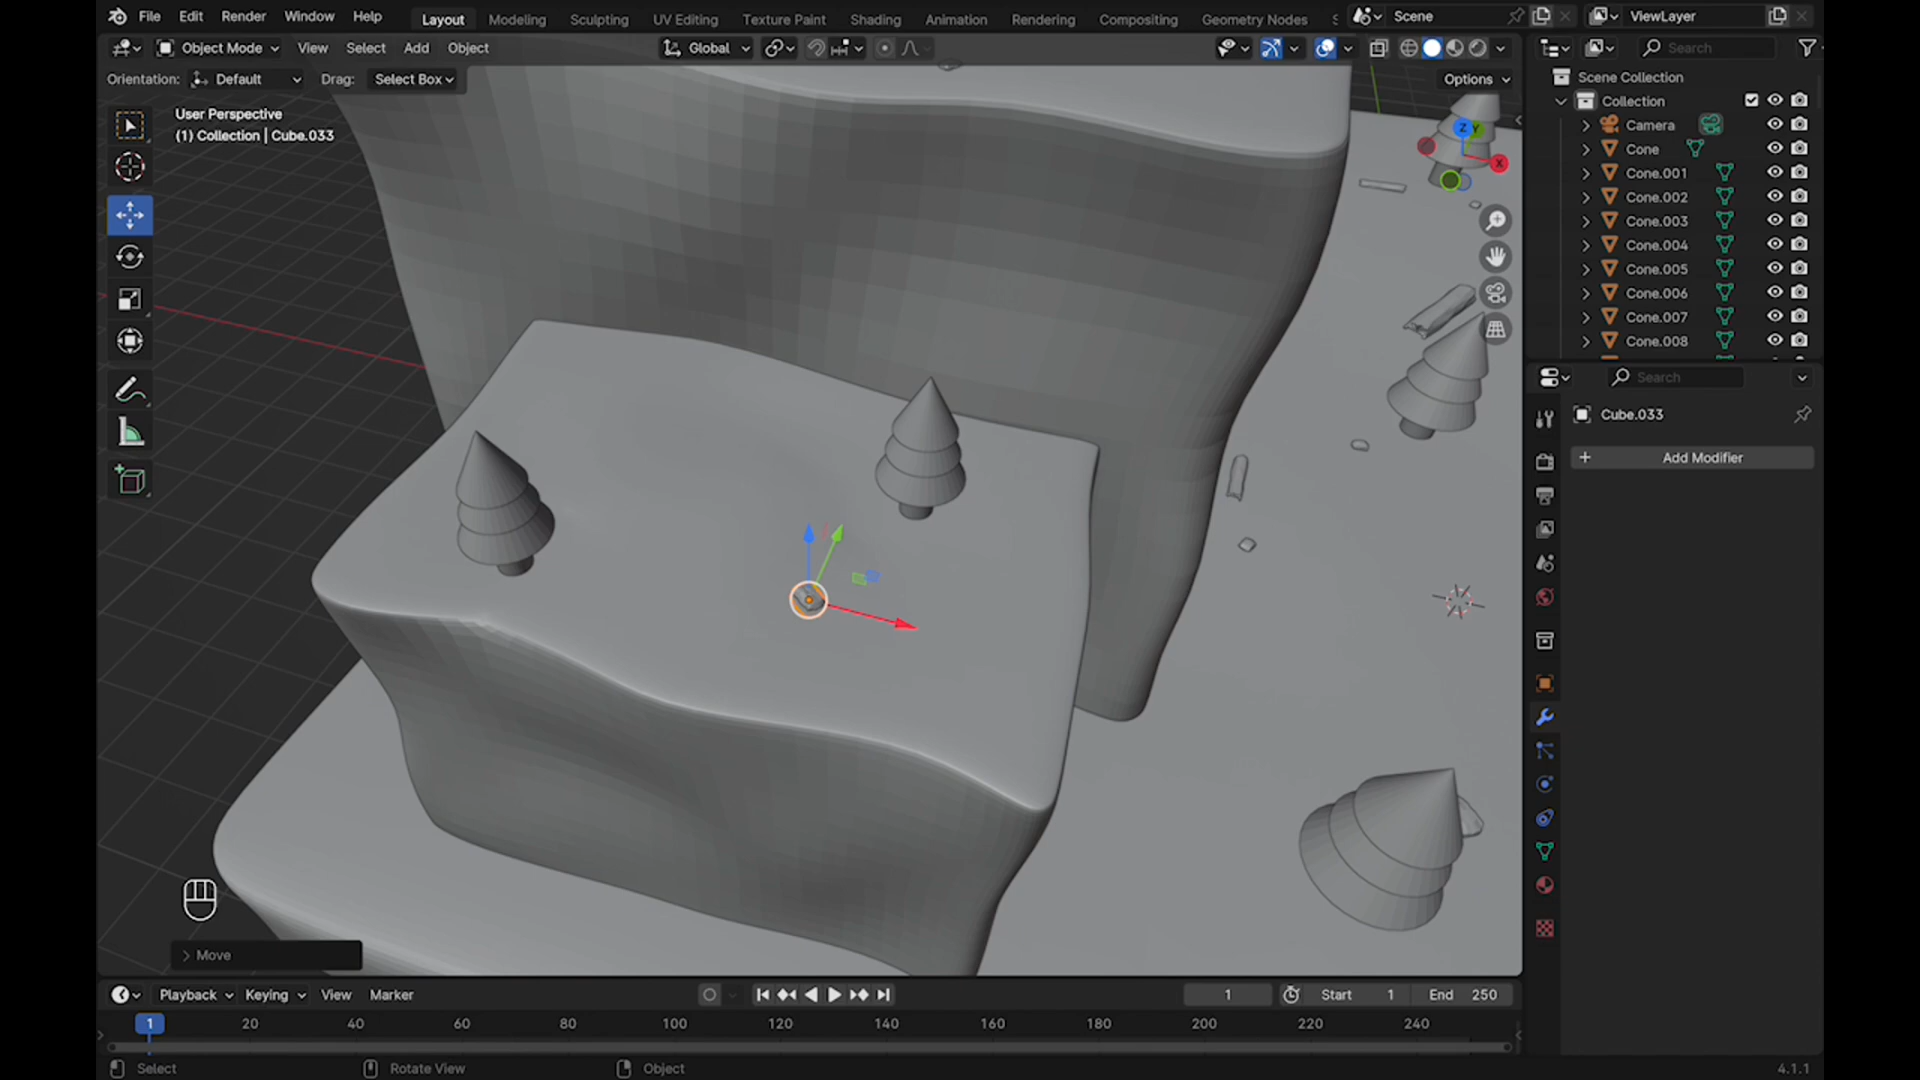 File Edit Render Window Help Layout Modeling Sculpting UV Editing Texture Paint Shading Animation Rendering Compositing Geometry Nodes S Scene ViewLayer
Object Mode View Select Add Object Global Search
Orientation: Default Drag: Select Box Options
User Perspective
(1) Collection | Cube.033
Z Y
X
Scene Collection
Collection
Camera
Cone
Cone.001
Cone.002
Cone.003
Cone.004
Cone.005
Cone.006
Cone.007
Cone.008
Search
Cube.033
+ Add Modifier
Move
Playback Keying View Marker 1 Start 1 End 250
1 20 40 60 80 100 120 140 160 180 200 220 240
Select Rotate View Object 4.1.1